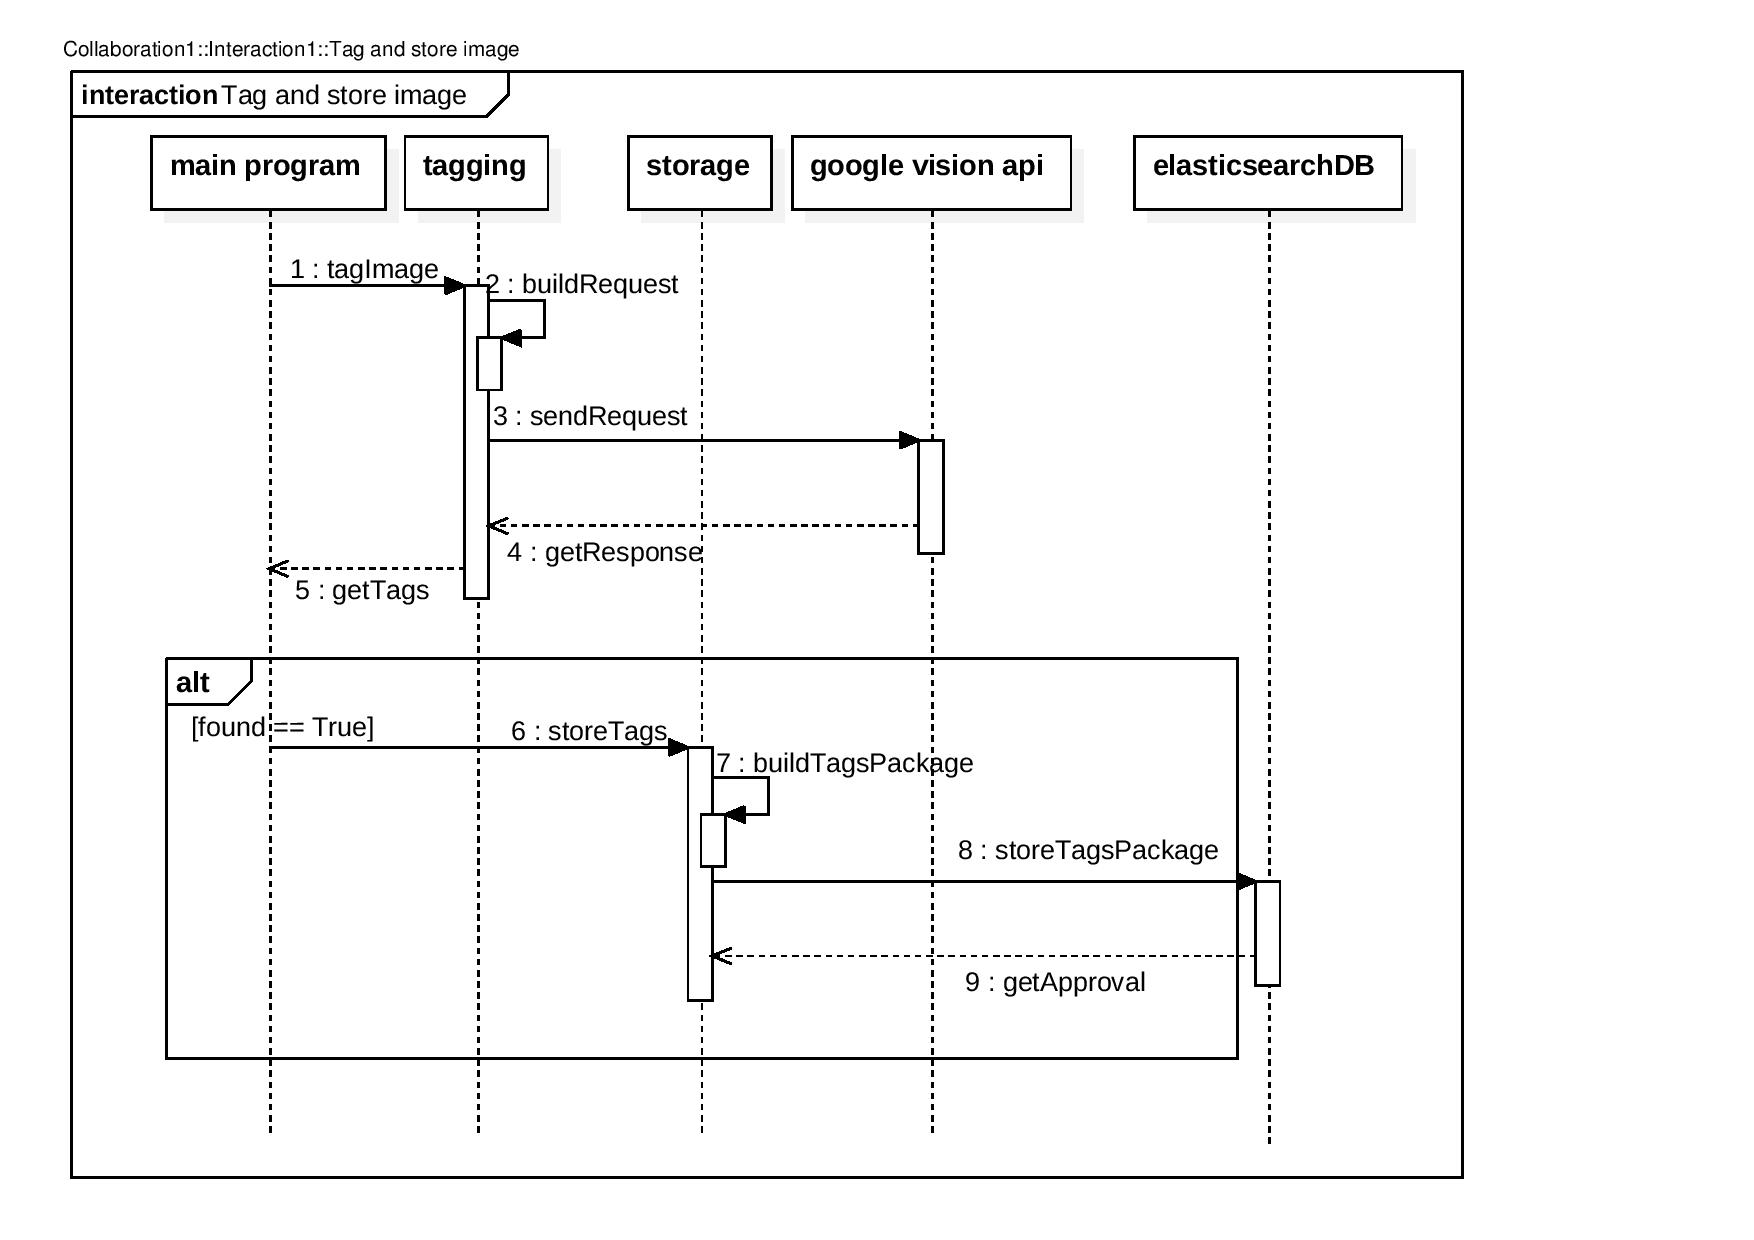 Collaboration1::Interaction1::Tag and store image
interaction Tag and store image
main program
tagging
storage
google vision api
elasticsearchDB
1 : tagImage
2 : buildRequest
3 : sendRequest
4 : getResponse
5 : getTags
alt
[found == True]
6 : storeTags
7 : buildTagsPackage
8 : storeTagsPackage
9 : getApproval